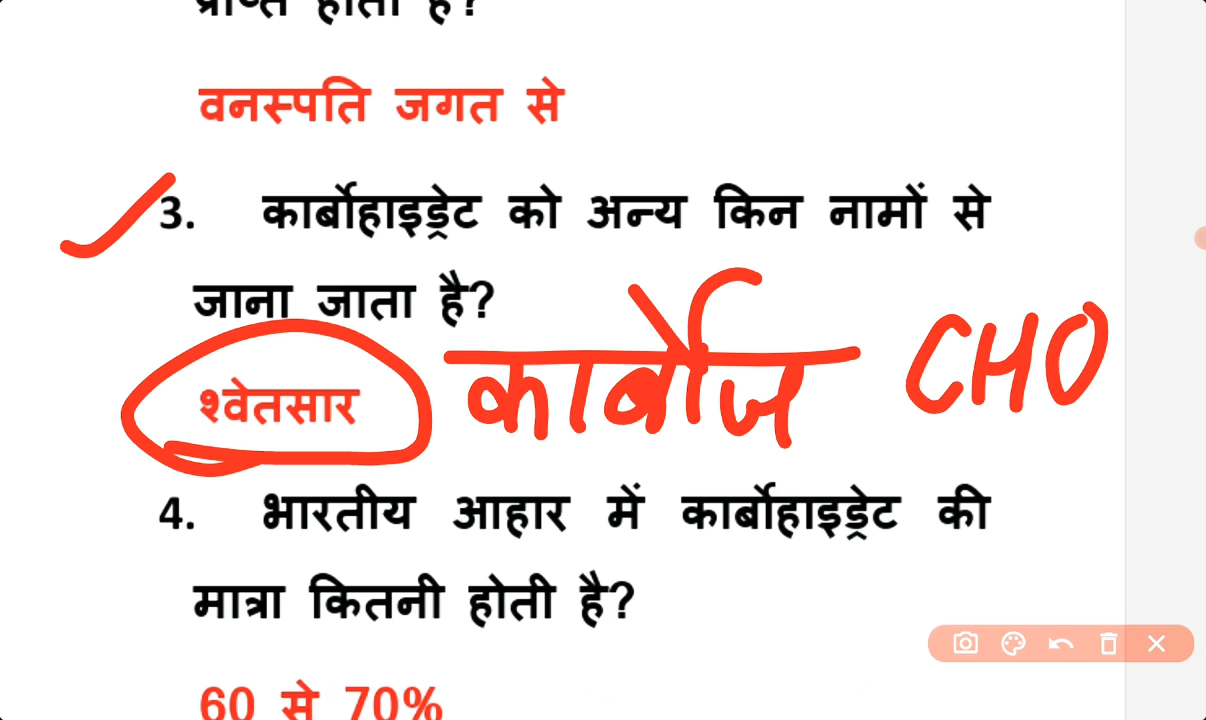 प्राप्त होता है?
वनस्पति जगत से
3. कार्बोहाइड्रेट को अन्य किन नामों से
जाना जाता है?
श्वेतसार कार्बोज CHO
4. भारतीय आहार में कार्बोहाइड्रेट की
मात्रा कितनी होती है?
60 से 70%